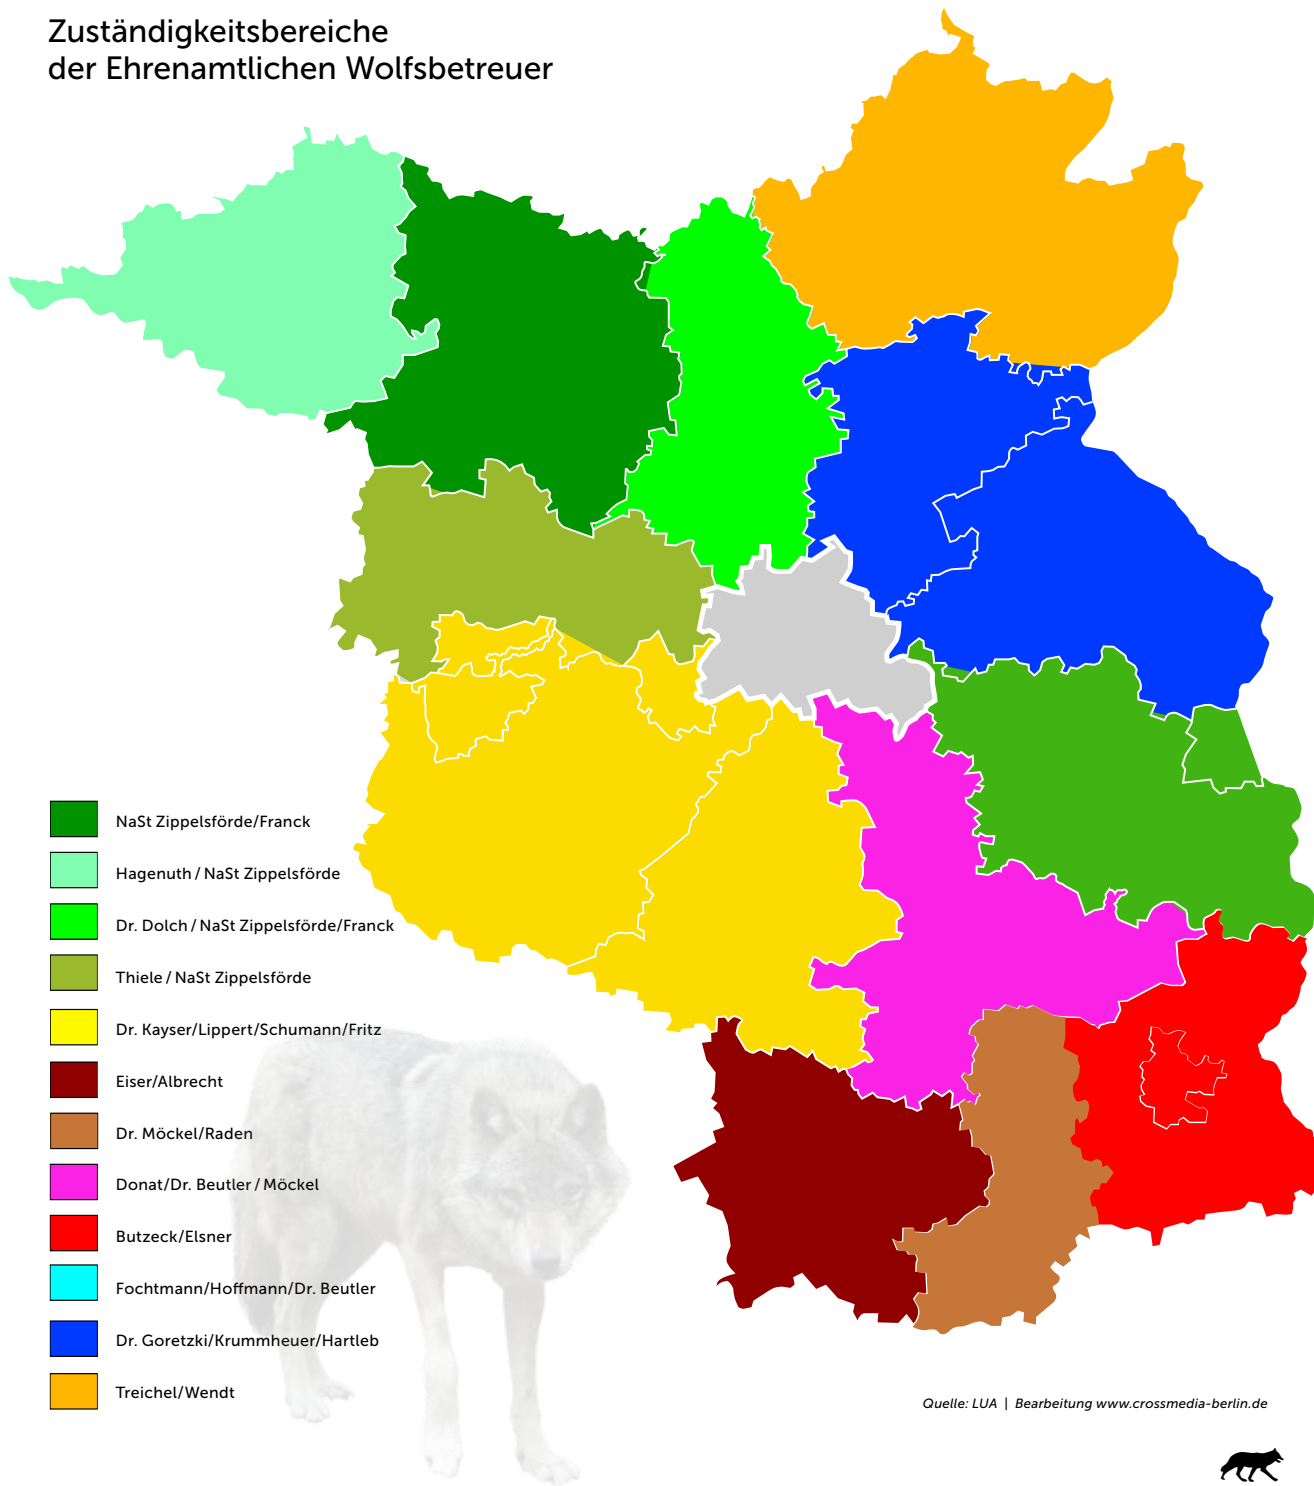 Zuständigkeitsbereiche
der Ehrenamtlichen Wolfsbetreuer
NaSt Zippelsförde/Franck
Hagenuth / NaSt Zippelsförde
Dr. Dolch / NaSt Zippelsförde/Franck
Thiele / NaSt Zippelsförde
Dr. Kayser/Lippert/Schumann/Fritz
Eiser/Albrecht
Dr. Möckel/Raden
Donat/Dr. Beutler / Möckel
Butzeck/Elsner
Fochtmann/Hoffmann/Dr. Beutler
Dr. Goretzki/Krummheuer/Hartleb
Treichel/Wendt
Quelle: LUA | Bearbeitung www.crossmedia-berlin.de